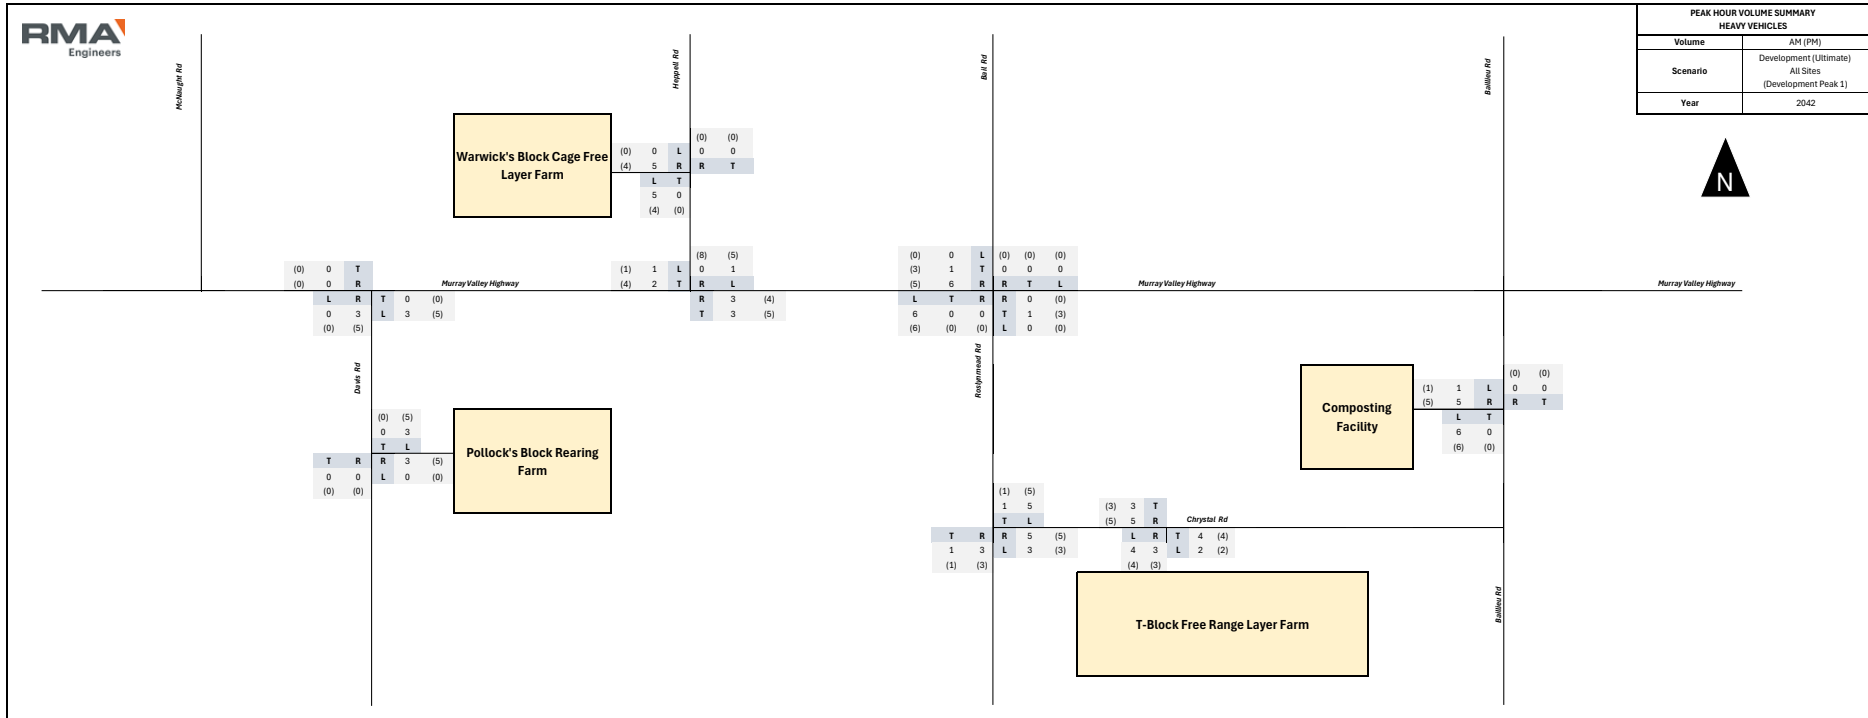 RMA
Engineers
PEAK HOUR VOLUME SUMMARY
HEAVY VEHICLES
Volume AM (PM)
Scenario Development (Ultimate)
All Sites
(Development Peak 1)
Year 2042
N
McNaught Rd
Heppell Rd
Ball Rd
Baillieu Rd
Warwick's Block Cage Free
Layer Farm
(0) (0)
(0) 0 L 0 0
(4) 5 R R T
L T
5 0
(4) (0)
(0) 0 T
(0) 0 R
L R T 0 (0)
0 3 L 3 (5)
(0) (5)
Murray Valley Highway
(8) (5)
(1) 1 L 0 1
(4) 2 T R L
R 3 (4)
T 3 (5)
(0) 0 L (0) (0) (0)
(3) 1 T 0 0 0
(5) 6 R R T L
L T R R 0 (0)
6 0 0 T 1 (3)
(6) (0) (0) L 0 (0)
Murray Valley Highway
Murray Valley Highway
Davis Rd
Roslynmead Rd
(0) (5)
0 3
T L
T R R 3 (5)
0 0 L 0 (0)
(0) (0)
Pollock's Block Rearing
Farm
Composting
Facility
(0) (0)
(1) 1 L 0 0
(5) 5 R R T
L T
6 0
(6) (0)
(1) (5)
1 5
T L
T R R 5 (5)
1 3 L 3 (3)
(1) (3)
(3) 3 T
(5) 5 R
Chrystal Rd
L R T 4 (4)
4 3 L 2 (2)
(4) (3)
T-Block Free Range Layer Farm
Baillieu Rd